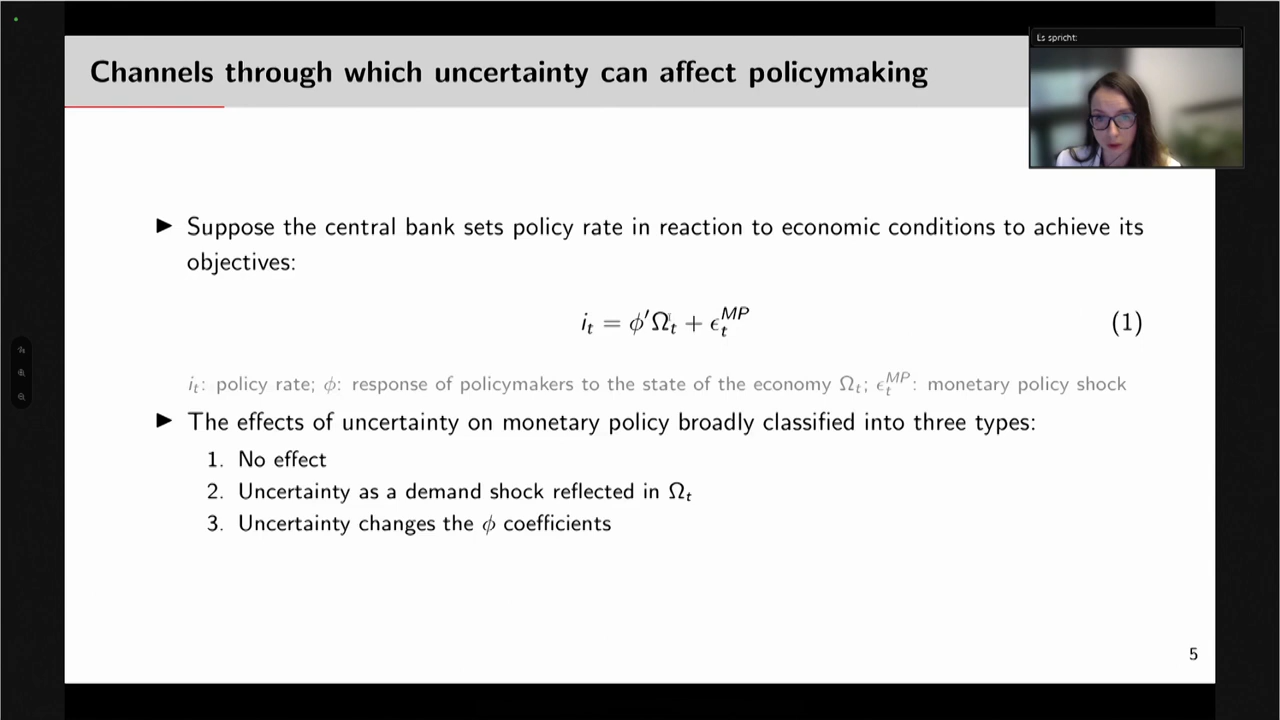 Es spricht:
Channels through which uncertainty can affect policymaking
▶ Suppose the central bank sets policy rate in reaction to economic conditions to achieve its
objectives:
i_t = ϕ′Ω_t + ϵ_t^{MP} (1)
i_t: policy rate; ϕ: response of policymakers to the state of the economy Ω_t; ϵ_t^{MP}: monetary policy shock
▶ The effects of uncertainty on monetary policy broadly classified into three types:
1. No effect
2. Uncertainty as a demand shock reflected in Ω_t
3. Uncertainty changes the ϕ coefficients
5